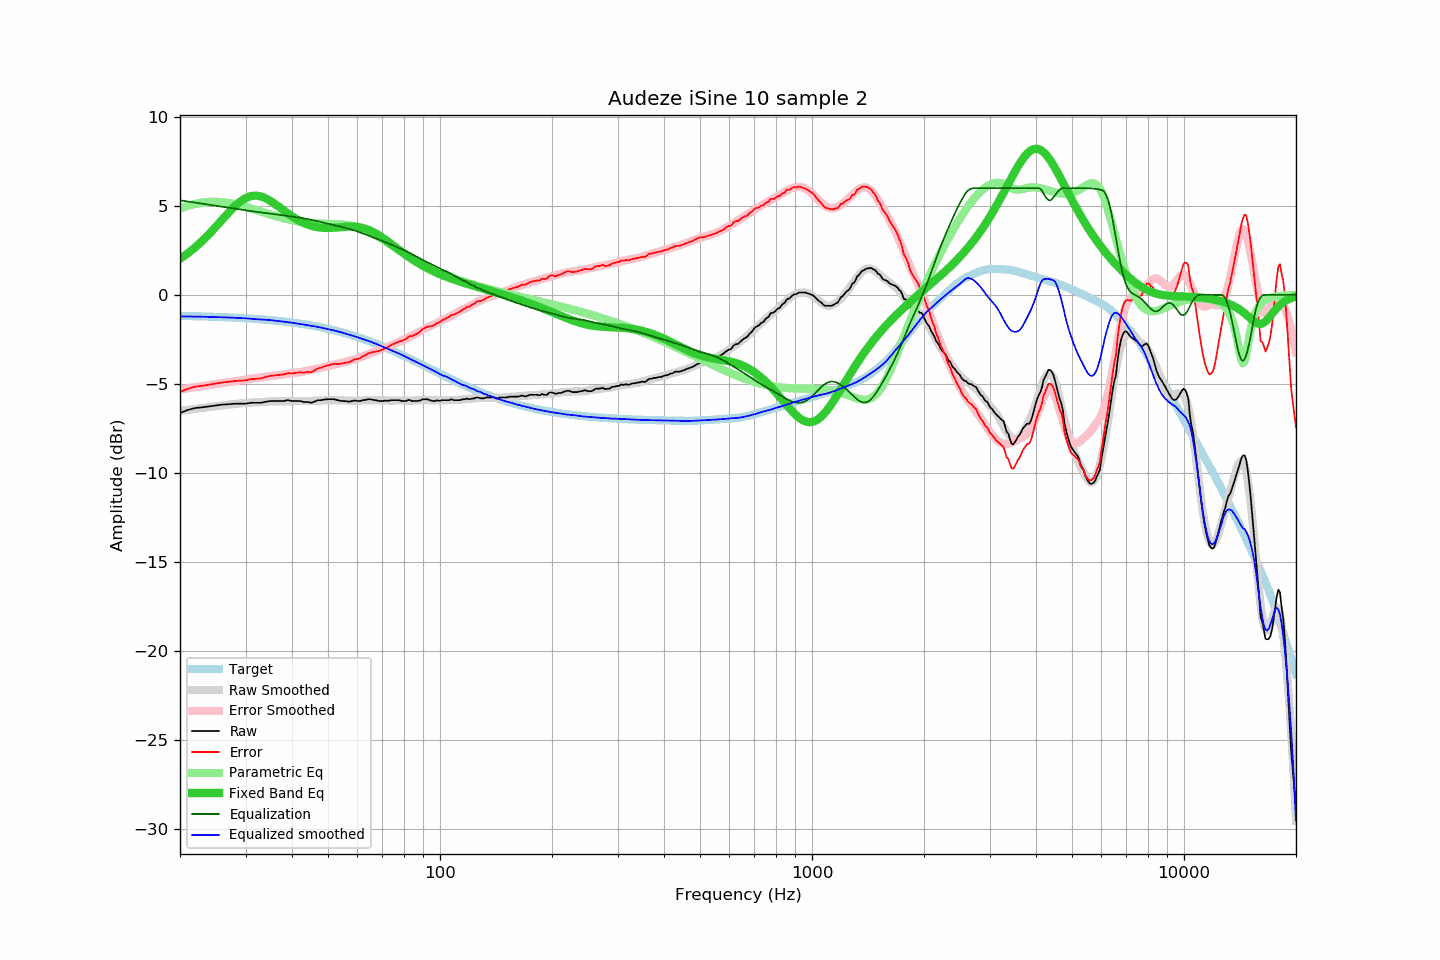 Audeze iSine 10 sample 2
10
5
0
−5
−10
−15
−20
−25
−30
Amplitude (dBr)
Target
Raw Smoothed
Error Smoothed
Raw
Error
Parametric Eq
Fixed Band Eq
Equalization
Equalized smoothed
100
1000
10000
Frequency (Hz)